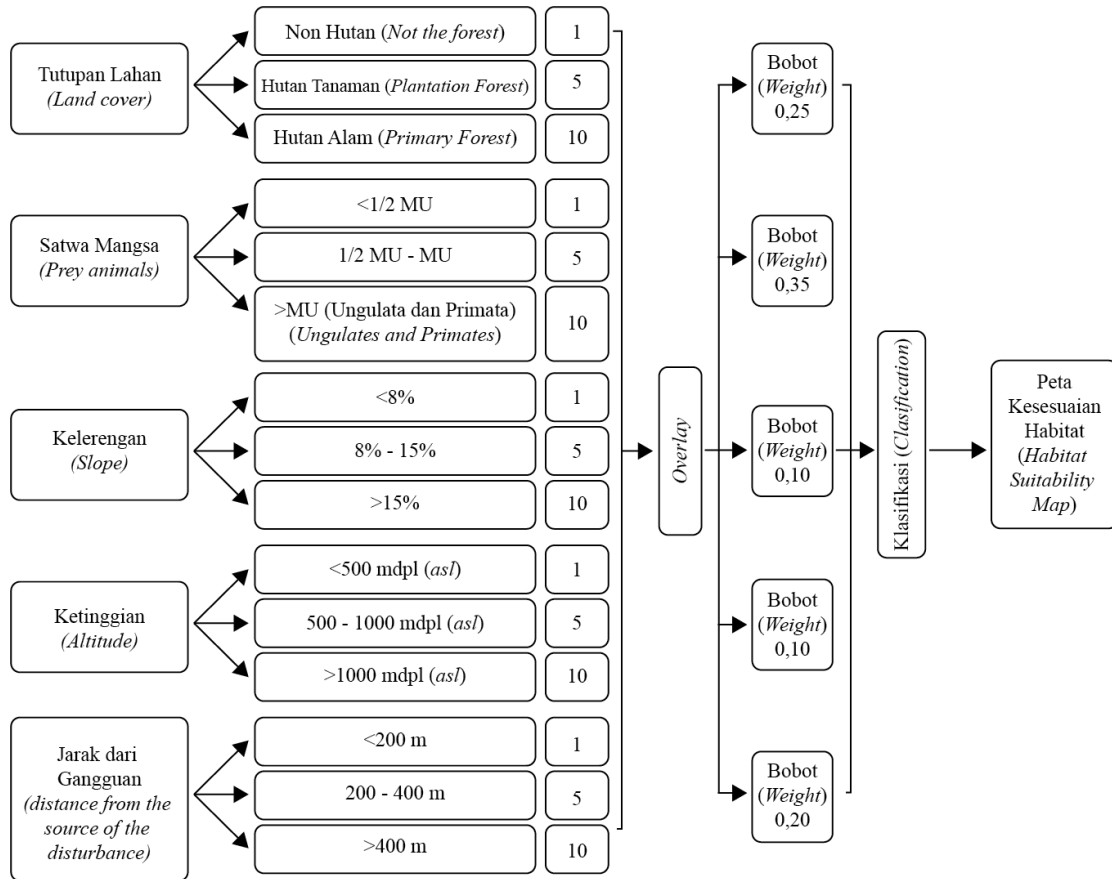 Tutupan Lahan
(Land cover)
Non Hutan (Not the forest)
1
Hutan Tanaman (Plantation Forest)
5
Hutan Alam (Primary Forest)
10
Satwa Mangsa
(Prey animals)
<1/2 MU
1
1/2 MU - MU
5
>MU (Ungulata dan Primata)
(Ungulates and Primates)
10
Kelerengan
(Slope)
<8%
1
8% - 15%
5
>15%
10
Ketinggian
(Altitude)
<500 mdpl (asl)
1
500 - 1000 mdpl (asl)
5
>1000 mdpl (asl)
10
Jarak dari
Gangguan
(distance from the
source of the
disturbance)
<200 m
1
200 - 400 m
5
>400 m
10
Overlay
Bobot
(Weight)
0,25
Bobot
(Weight)
0,35
Bobot
(Weight)
0,10
Bobot
(Weight)
0,10
Bobot
(Weight)
0,20
Klasifikasi (Clasification)
Peta
Kesesuaian
Habitat
(Habitat
Suitability
Map)